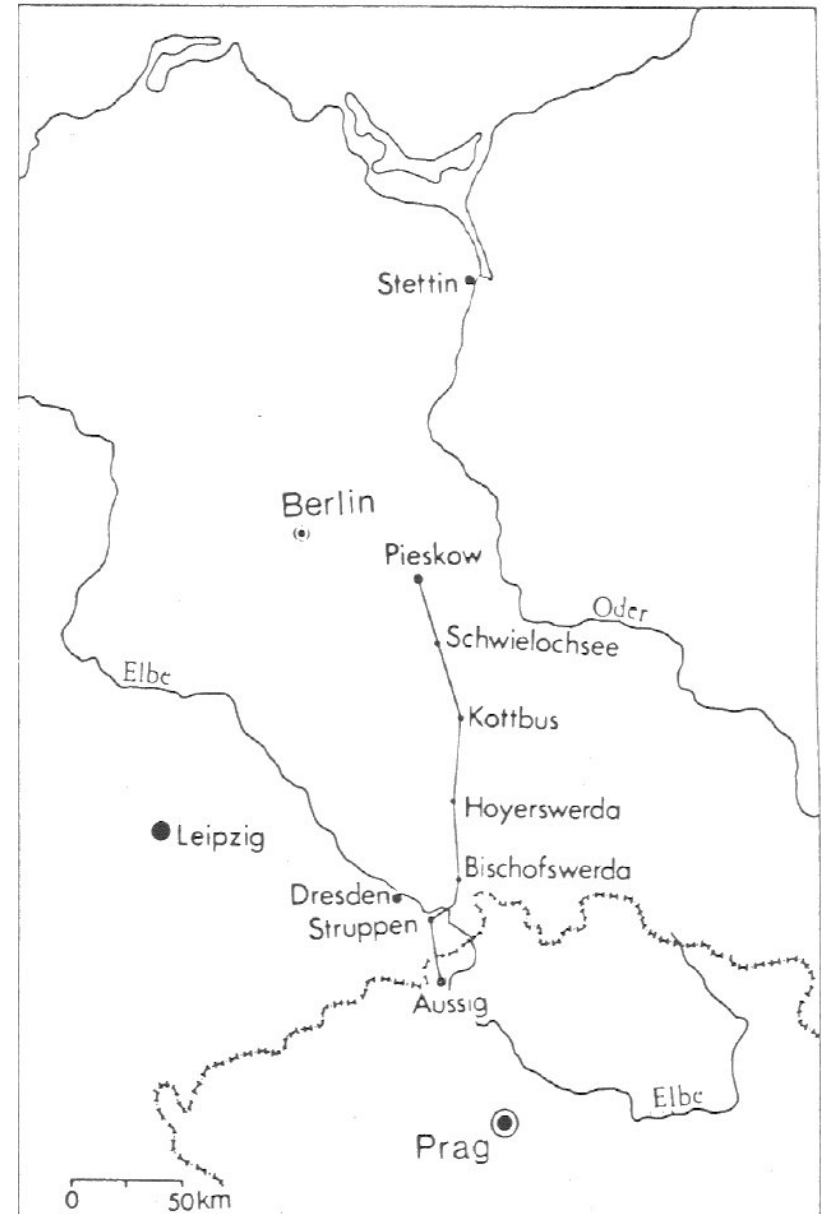 Stettin
Berlin
Pieskow
Oder
Schwielochsee
Elbe
Kottbus
Hoyerswerda
Leipzig
Bischofswerda
Dresden
Struppen
Aussig
Elbe
Prag
0 50km